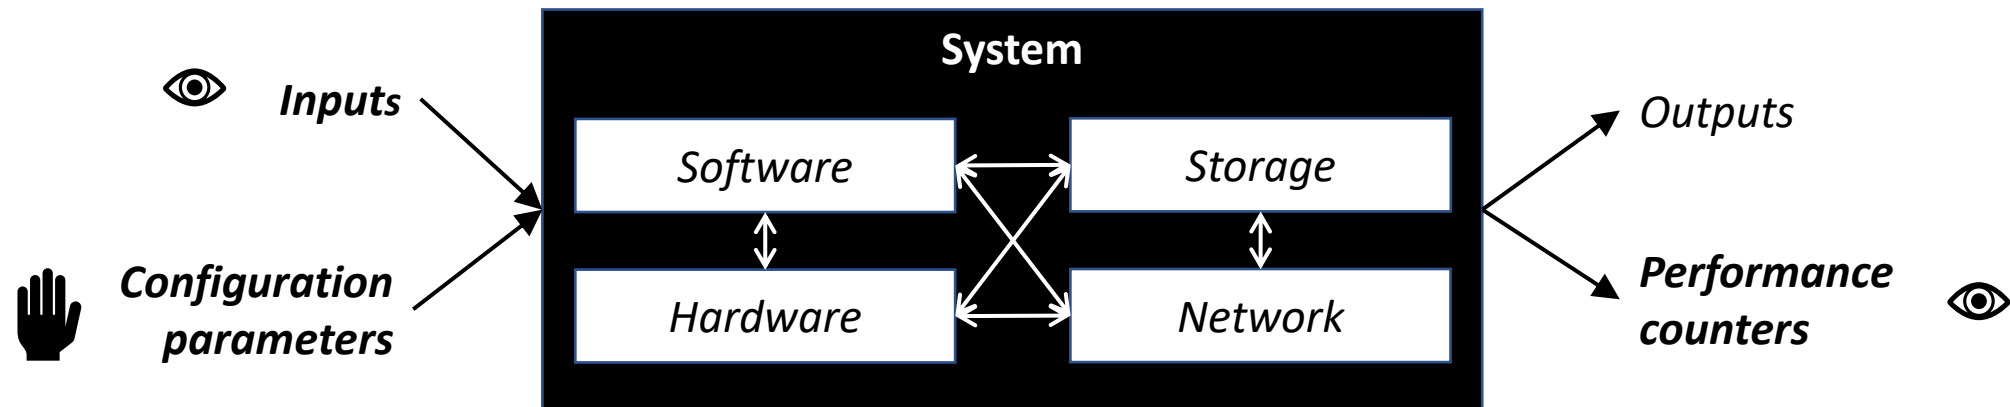 System
Inputs
Configuration
parameters
Software
Storage
Hardware
Network
Outputs
Performance
counters